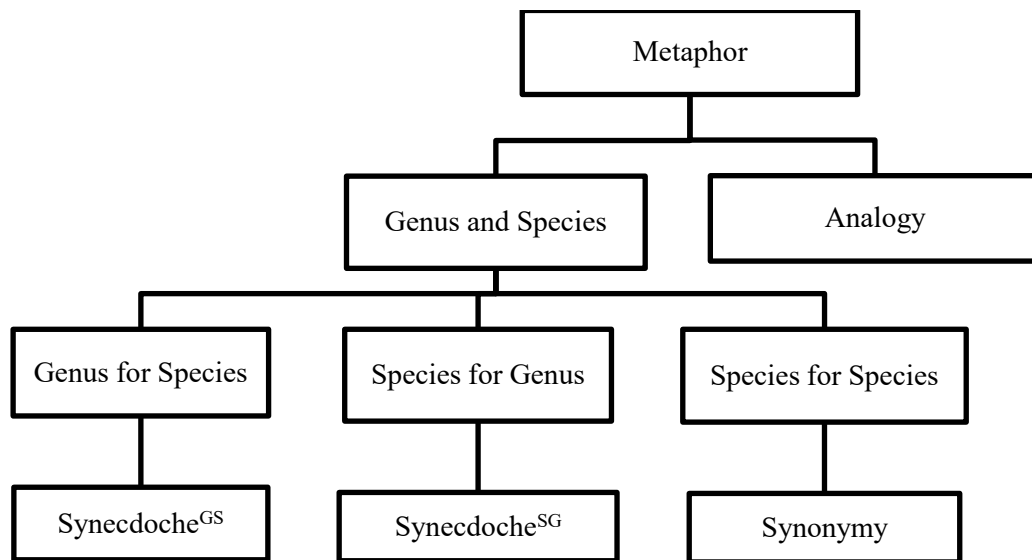 Metaphor
Genus and Species
Analogy
Genus for Species
Species for Genus
Species for Species
Synecdocheᴳˢ
Synecdocheˢᴳ
Synonymy